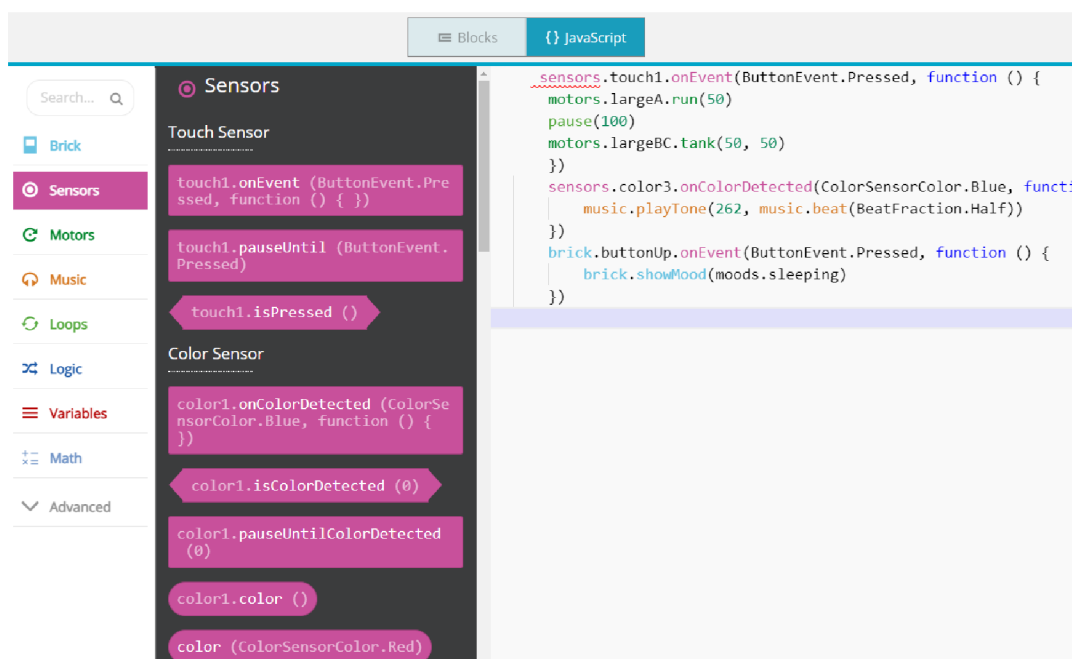 Blocks
{} JavaScript
Search...
Brick
Sensors
Motors
Music
Loops
Logic
Variables
Math
Advanced
Sensors
Touch Sensor
touch1.onEvent (ButtonEvent.Pre
ssed, function () { })
touch1.pauseUntil (ButtonEvent.
Pressed)
touch1.isPressed ()
Color Sensor
color1.onColorDetected (ColorSe
nsorColor.Blue, function () {
})
color1.isColorDetected (0)
color1.pauseUntilColorDetected
(0)
color1.color ()
color (ColorSensorColor.Red)
sensors.touch1.onEvent(ButtonEvent.Pressed, function () {
motors.largeA.run(50)
pause(100)
motors.largeBC.tank(50, 50)
})
sensors.color3.onColorDetected(ColorSensorColor.Blue, functi
music.playTone(262, music.beat(BeatFraction.Half))
})
brick.buttonUp.onEvent(ButtonEvent.Pressed, function () {
brick.showMood(moods.sleeping)
})